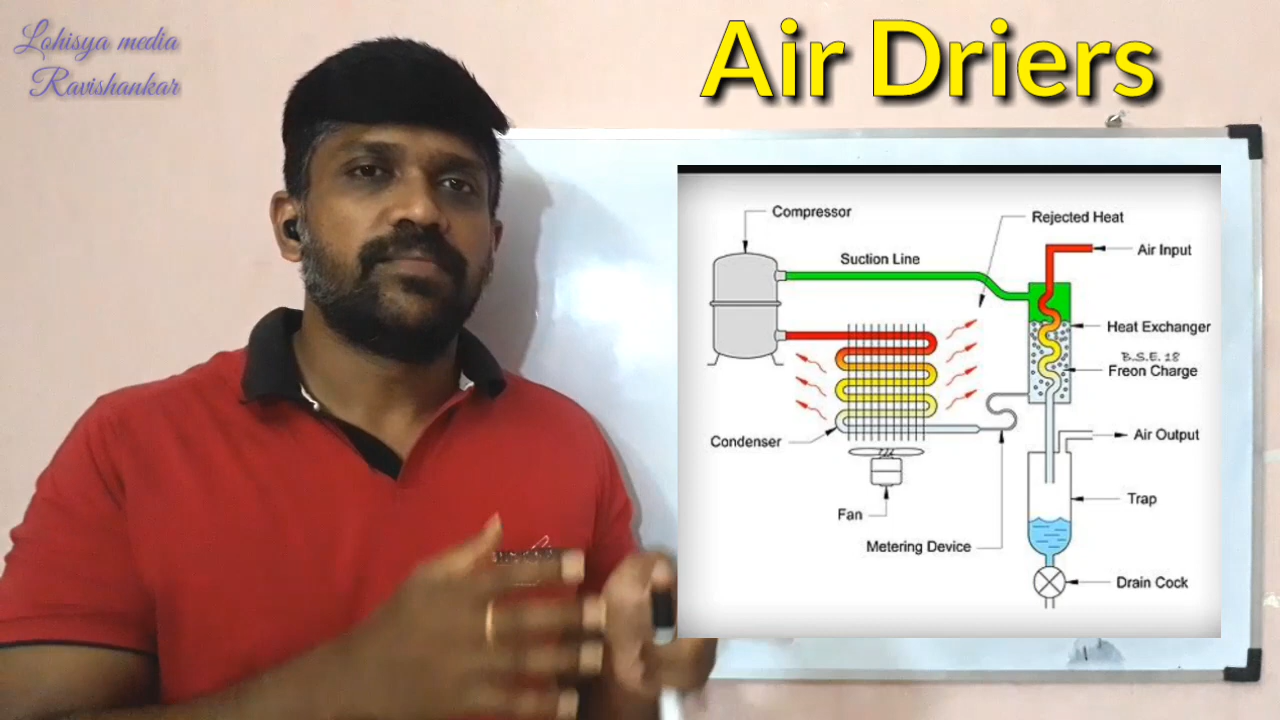 Lohisya media
Ravishankar
Air Driers
Compressor
Rejected Heat
Air Input
Suction Line
Heat Exchanger
B.S.E. 18
Freon Charge
Air Output
Condenser
Trap
Fan
Metering Device
Drain Cock